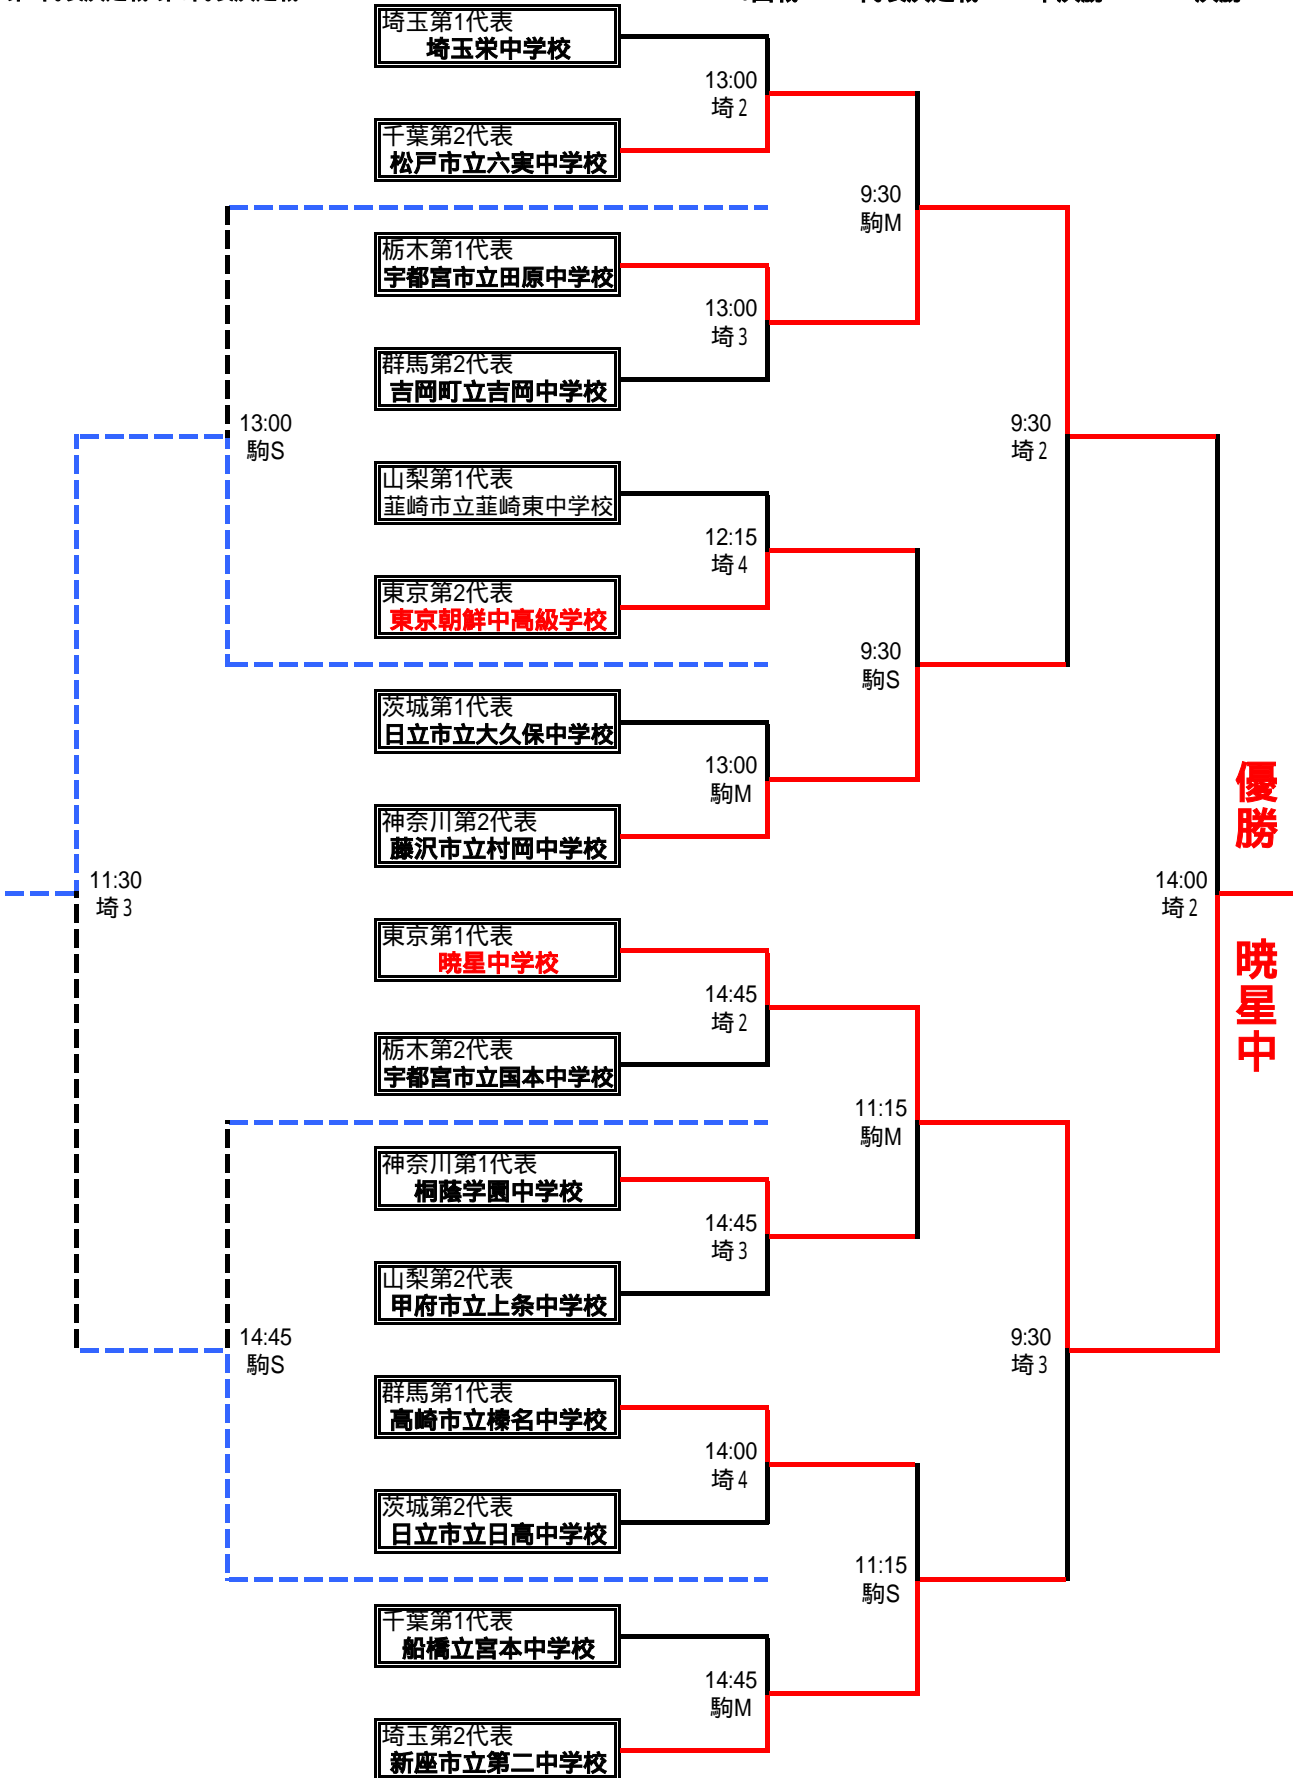 埼玉第1代表
埼玉栄中学校
13:00
埼2
千葉第2代表
松戸市立六実中学校
9:30
駒M
栃木第1代表
宇都宮市立田原中学校
13:00
埼3
群馬第2代表
吉岡町立吉岡中学校
13:00
駒S
9:30
埼2
山梨第1代表
韮崎市立韮崎東中学校
12:15
埼4
東京第2代表
東京朝鮮中高級学校
9:30
駒S
茨城第1代表
日立市立大久保中学校
13:00
駒M
神奈川第2代表
藤沢市立村岡中学校
11:30
埼3
14:00
埼2
優勝
暁星中
東京第1代表
暁星中学校
14:45
埼2
栃木第2代表
宇都宮市立国本中学校
11:15
駒M
神奈川第1代表
桐蔭学園中学校
14:45
埼3
山梨第2代表
甲府市立上条中学校
14:45
駒S
9:30
埼3
群馬第1代表
高崎市立榛名中学校
14:00
埼4
茨城第2代表
日立市立日高中学校
11:15
駒S
千葉第1代表
船橋立宮本中学校
14:45
駒M
埼玉第2代表
新座市立第二中学校